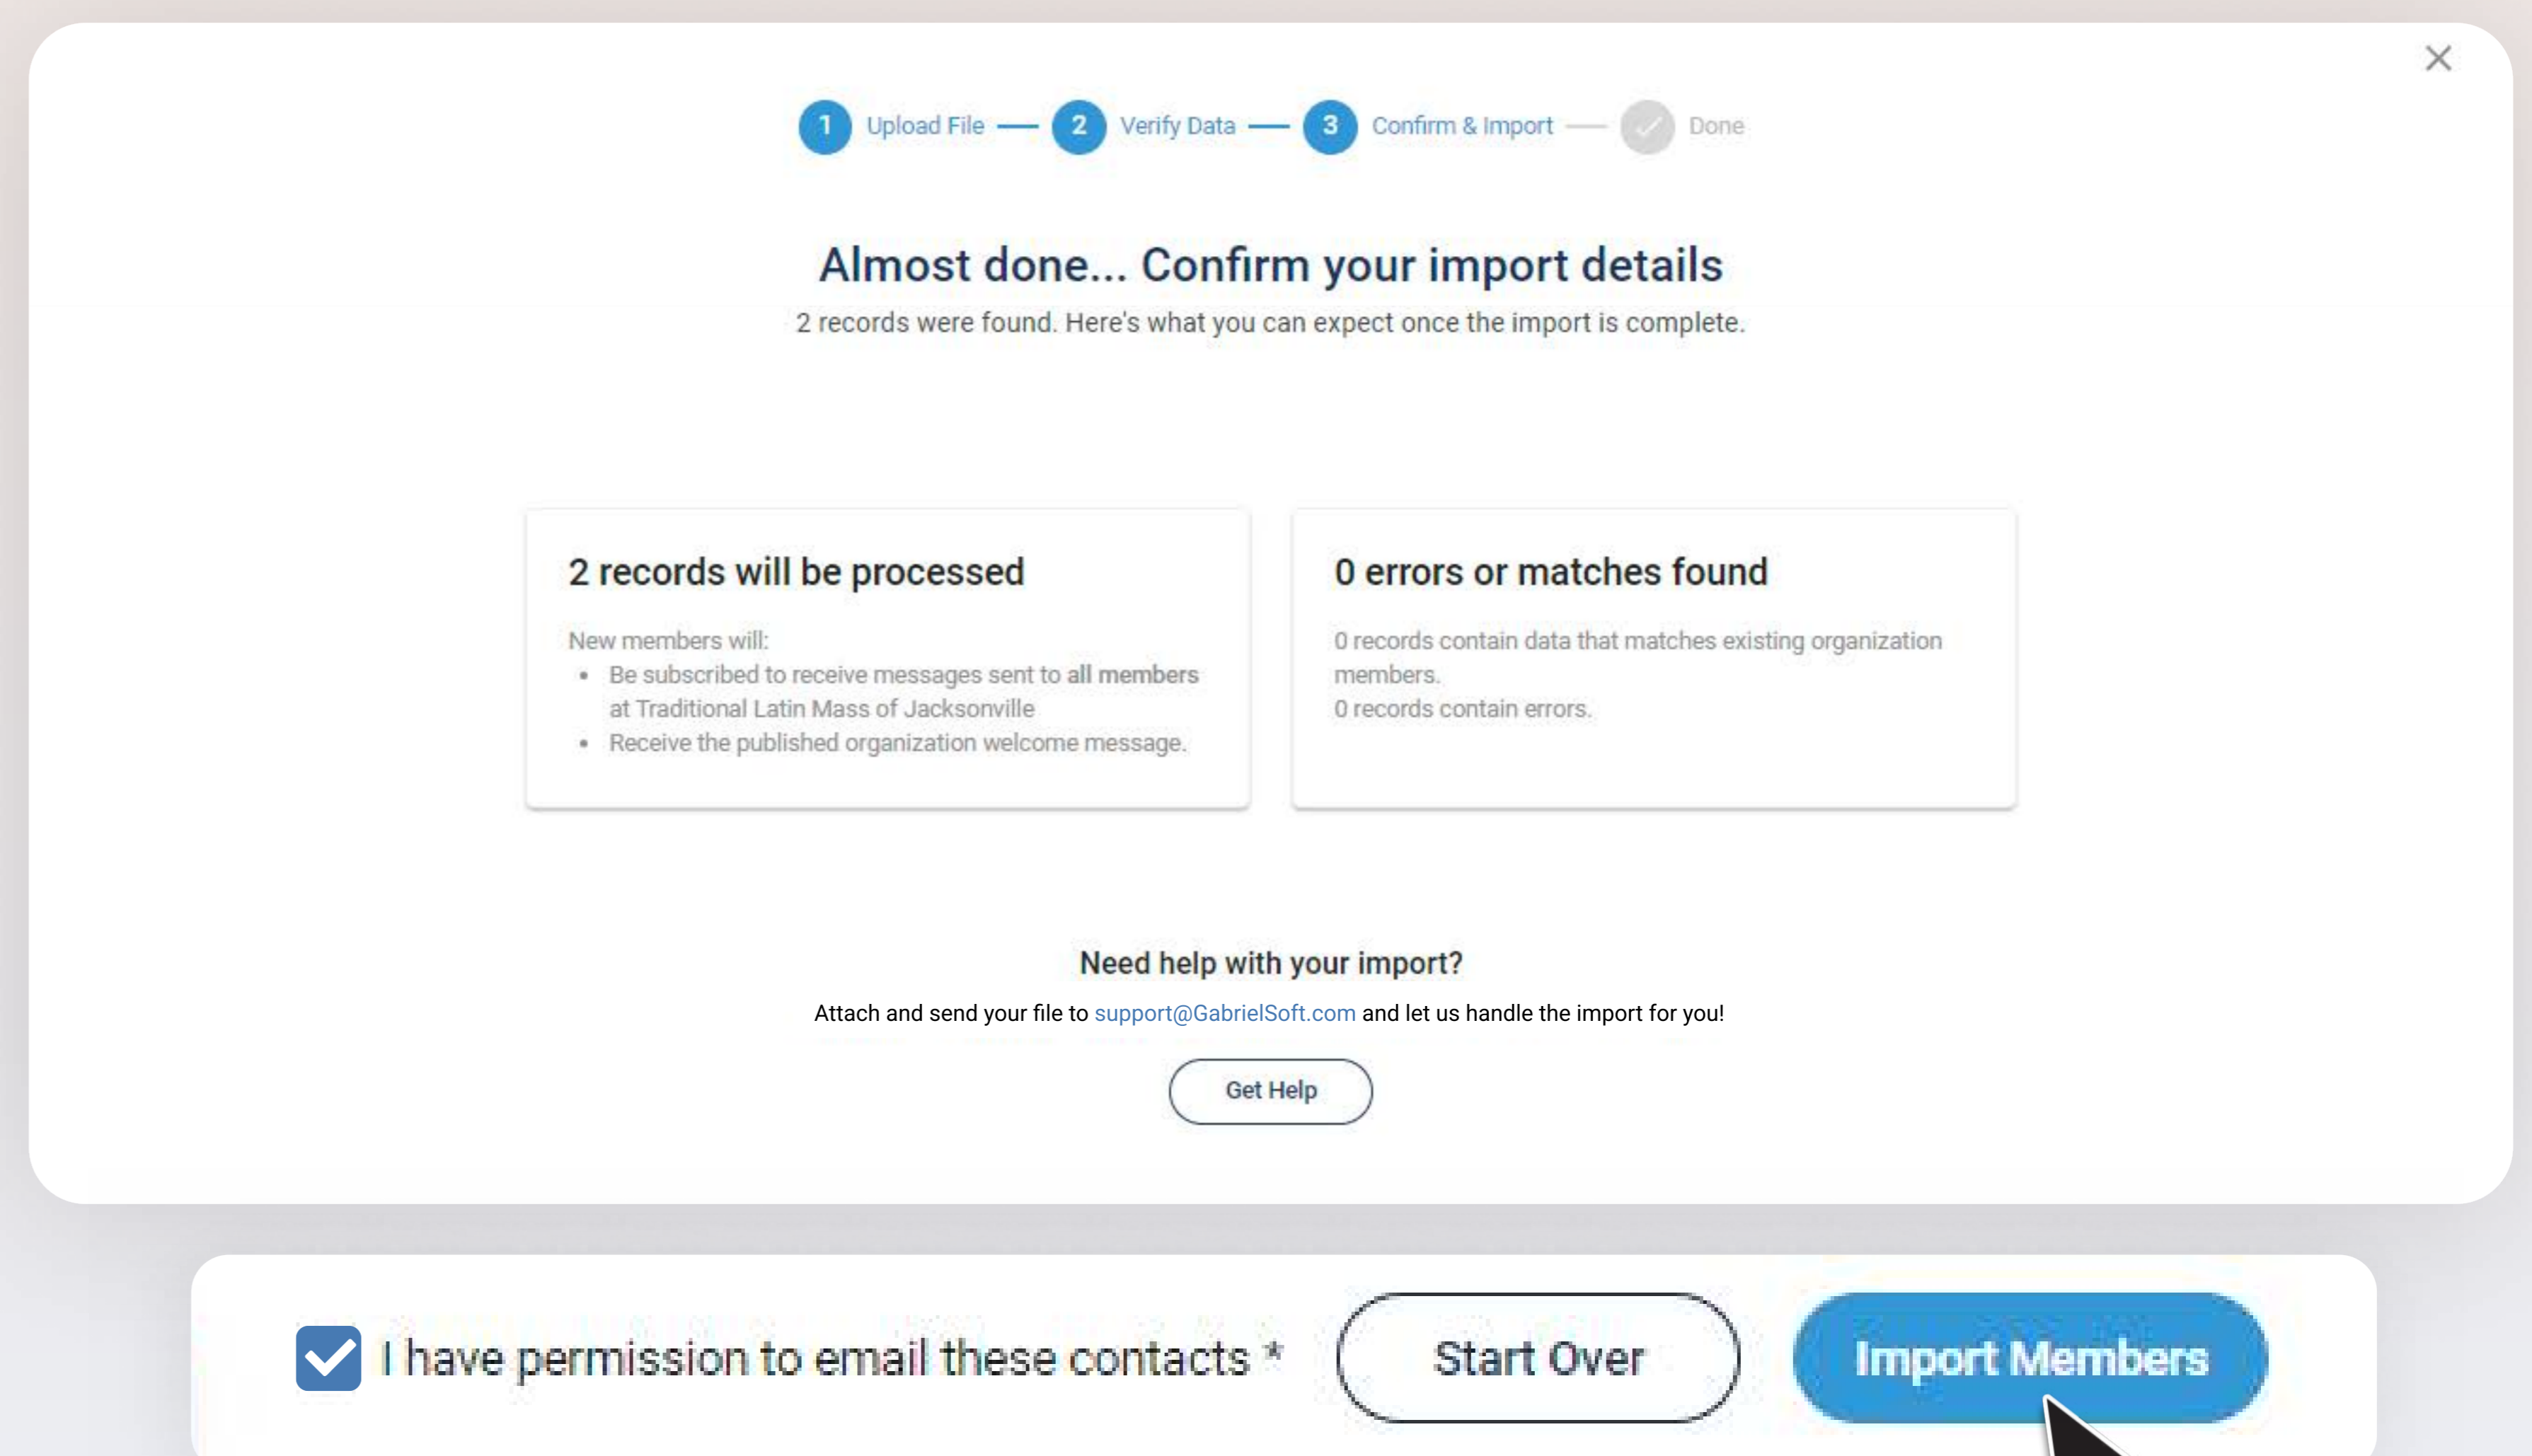 1 Upload File 2 Verify Data 3 Confirm & Import Done
Almost done... Confirm your import details
2 records were found. Here's what you can expect once the import is complete.
2 records will be processed
New members will:
• Be subscribed to receive messages sent to all members
at Traditional Latin Mass of Jacksonville
• Receive the published organization welcome message.
0 errors or matches found
0 records contain data that matches existing organization
members.
0 records contain errors.
Need help with your import?
Attach and send your file to support@GabrielSoft.com and let us handle the import for you!
Get Help
I have permission to email these contacts * Start Over Import Members